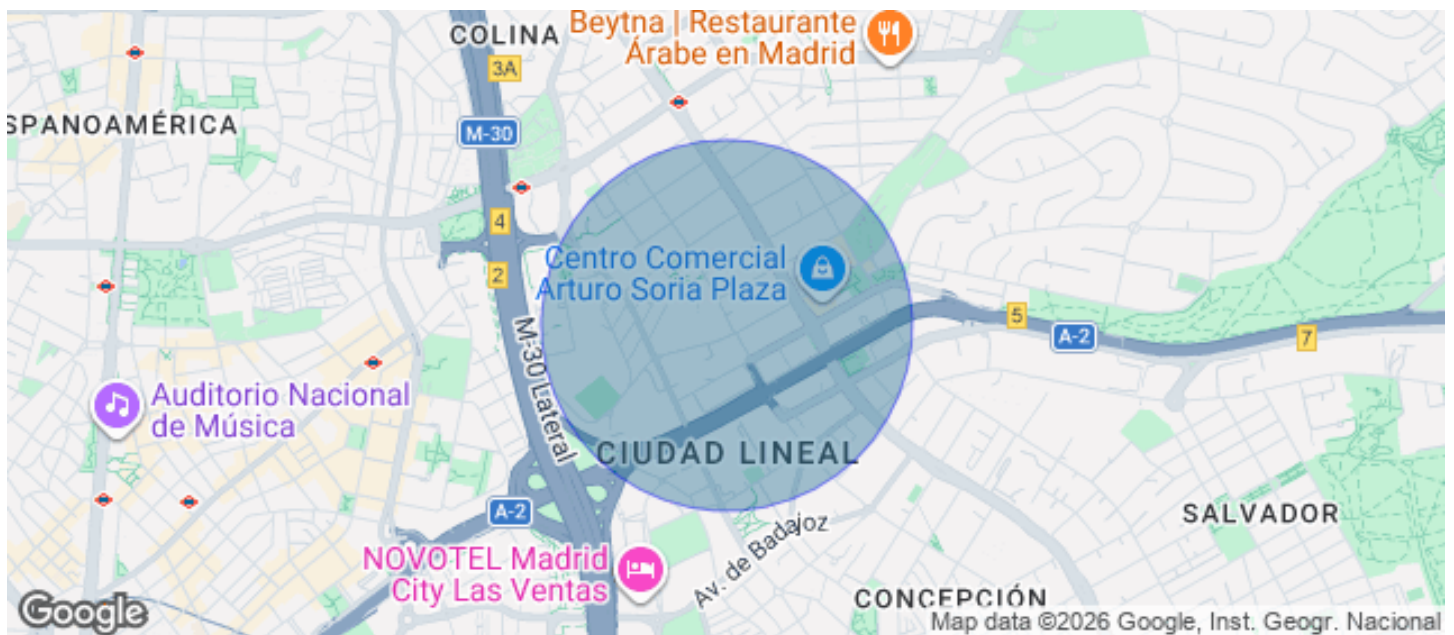 COLINA
Beytna | Restaurante
Árabe en Madrid
3A
SPANOAMÉRICA
M-30
4
2
Centro Comercial
Arturo Soria Plaza
5
A-2
7
M-30 Lateral
Auditorio Nacional
de Música
CIUDAD LINEAL
A-2
SALVADOR
Av. de Badajoz
NOVOTEL Madrid
City Las Ventas
CONCEPCIÓN
Google
Map data ©2026 Google, Inst. Geogr. Nacional